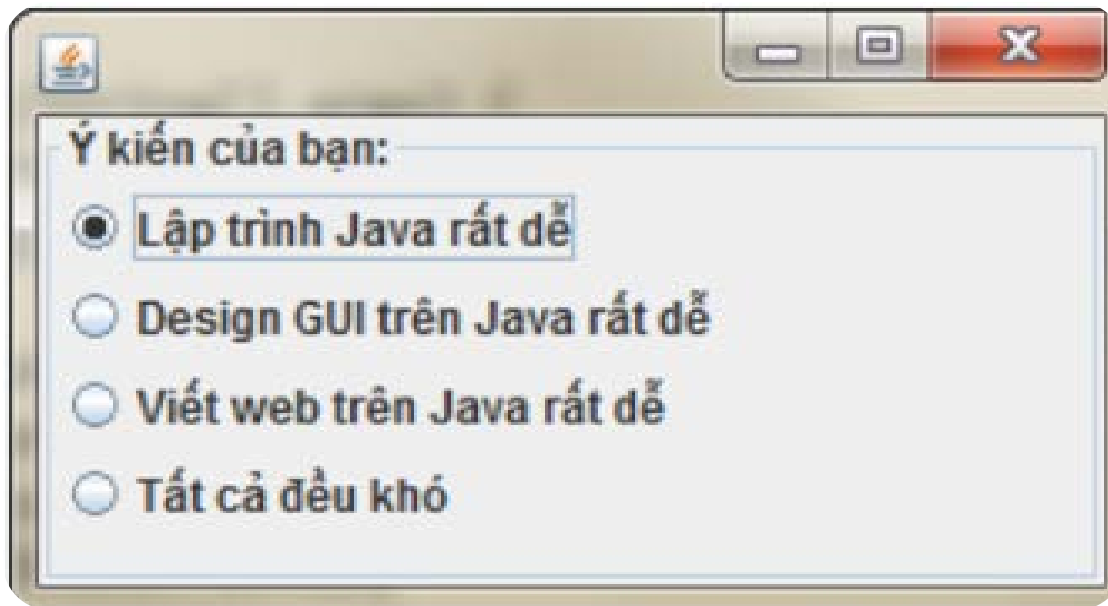 Ý kiến của bạn:
Lập trình Java rất dễ
Design GUI trên Java rất dễ
Viết web trên Java rất dễ
Tất cả đều khó